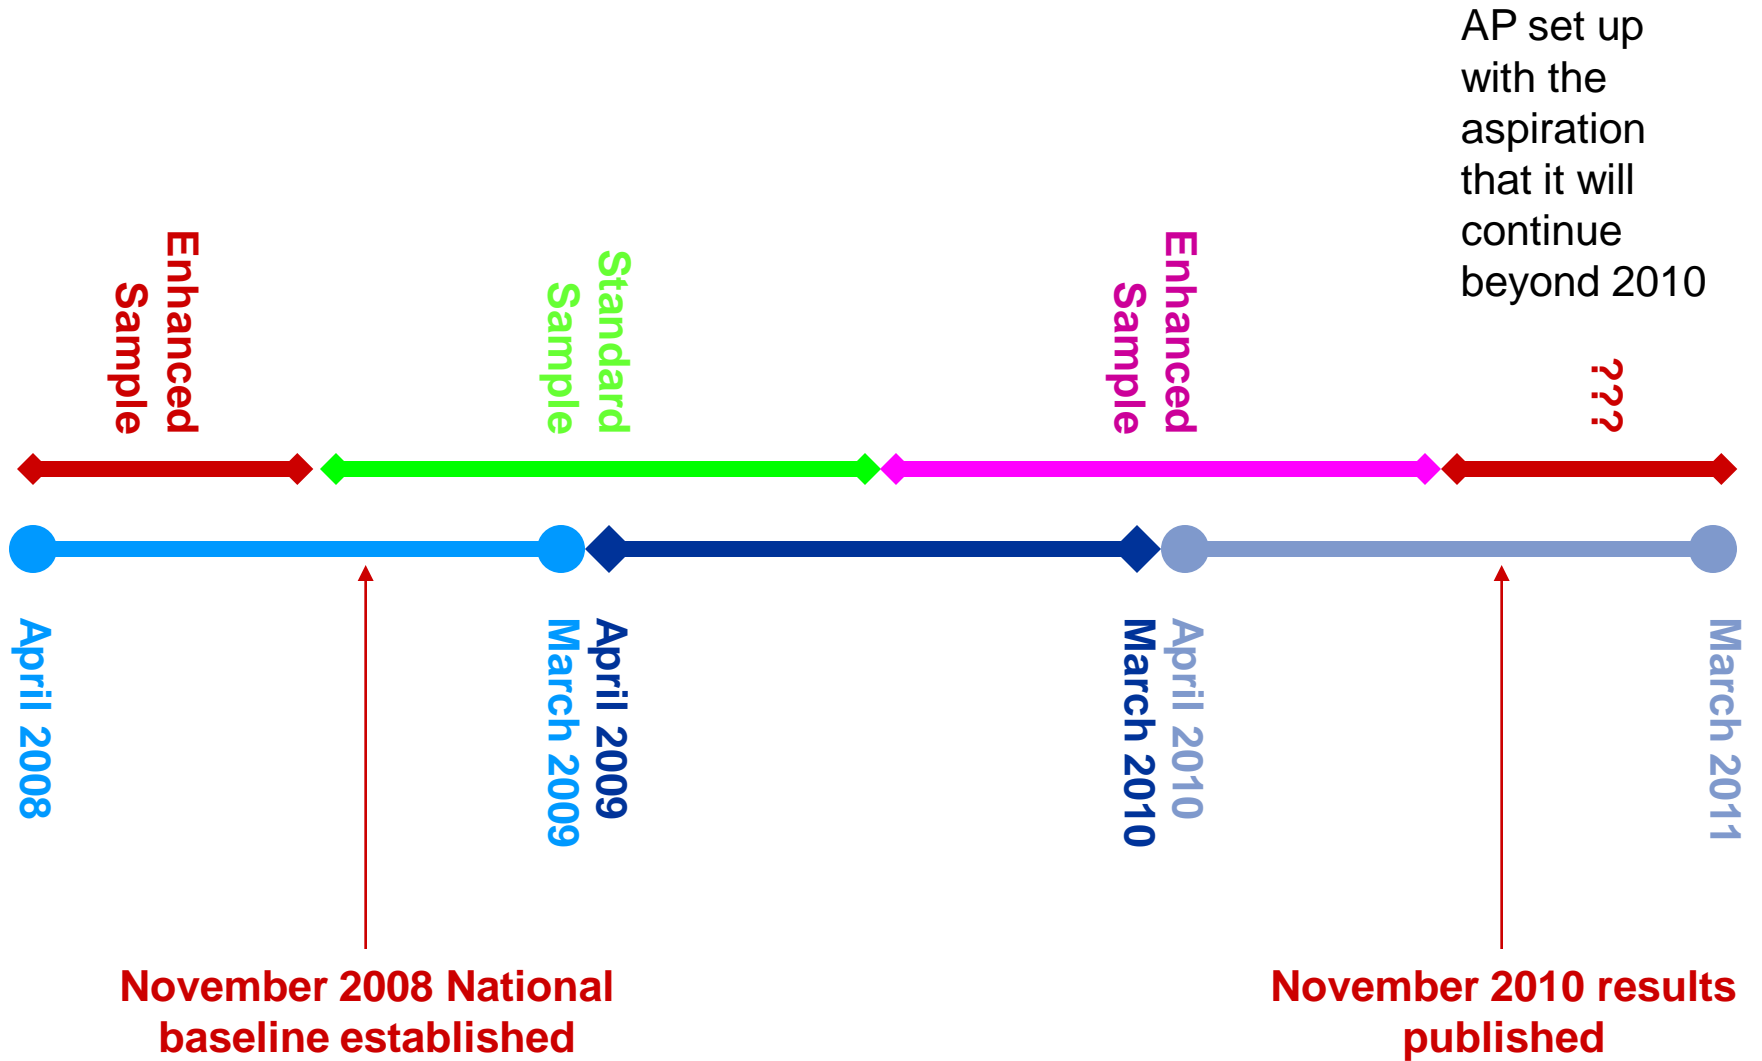 AP set up
with the
aspiration
that it will
continue
beyond 2010
Enhanced
Sample
Standard
Sample
Enhanced
Sample
???
April 2008
March 2009
April 2009
March 2010
April 2010
March 2011
November 2008 National
baseline established
November 2010 results
published